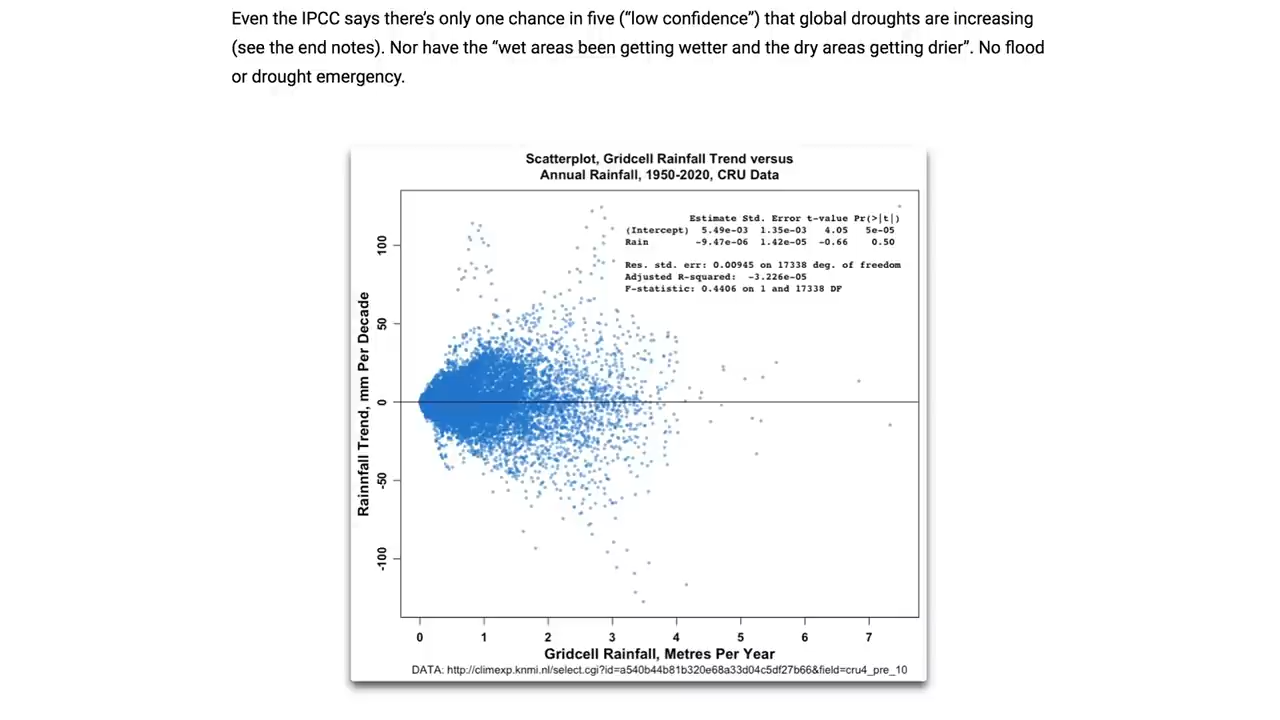 Even the IPCC says there's only one chance in five (“low confidence”) that global droughts are increasing
(see the end notes). Nor have the “wet areas been getting wetter and the dry areas getting drier”. No flood
or drought emergency.
Scatterplot, Gridcell Rainfall Trend versus
Annual Rainfall, 1950-2020, CRU Data
Estimate Std. Error t-value Pr(>|t|)
(Intercept) 5.49e-03 1.35e-03 4.05 5e-05
Rain -9.47e-06 1.42e-05 -0.66 0.50
Res. std. err: 0.00945 on 17338 deg. of freedom
Adjusted R-squared: -3.226e-05
F-statistic: 0.4406 on 1 and 17338 DF
Rainnfall Trend, mm Per Decade
100
50
0
-50
-100
0 1 2 3 4 5 6 7
Gridcell Rainfall, Metres Per Year
DATA: http://climexp.knmi.nl/select.cgi?id=a540b44b81b320e68a33d04c5df27b66&field=cru4_pre_10